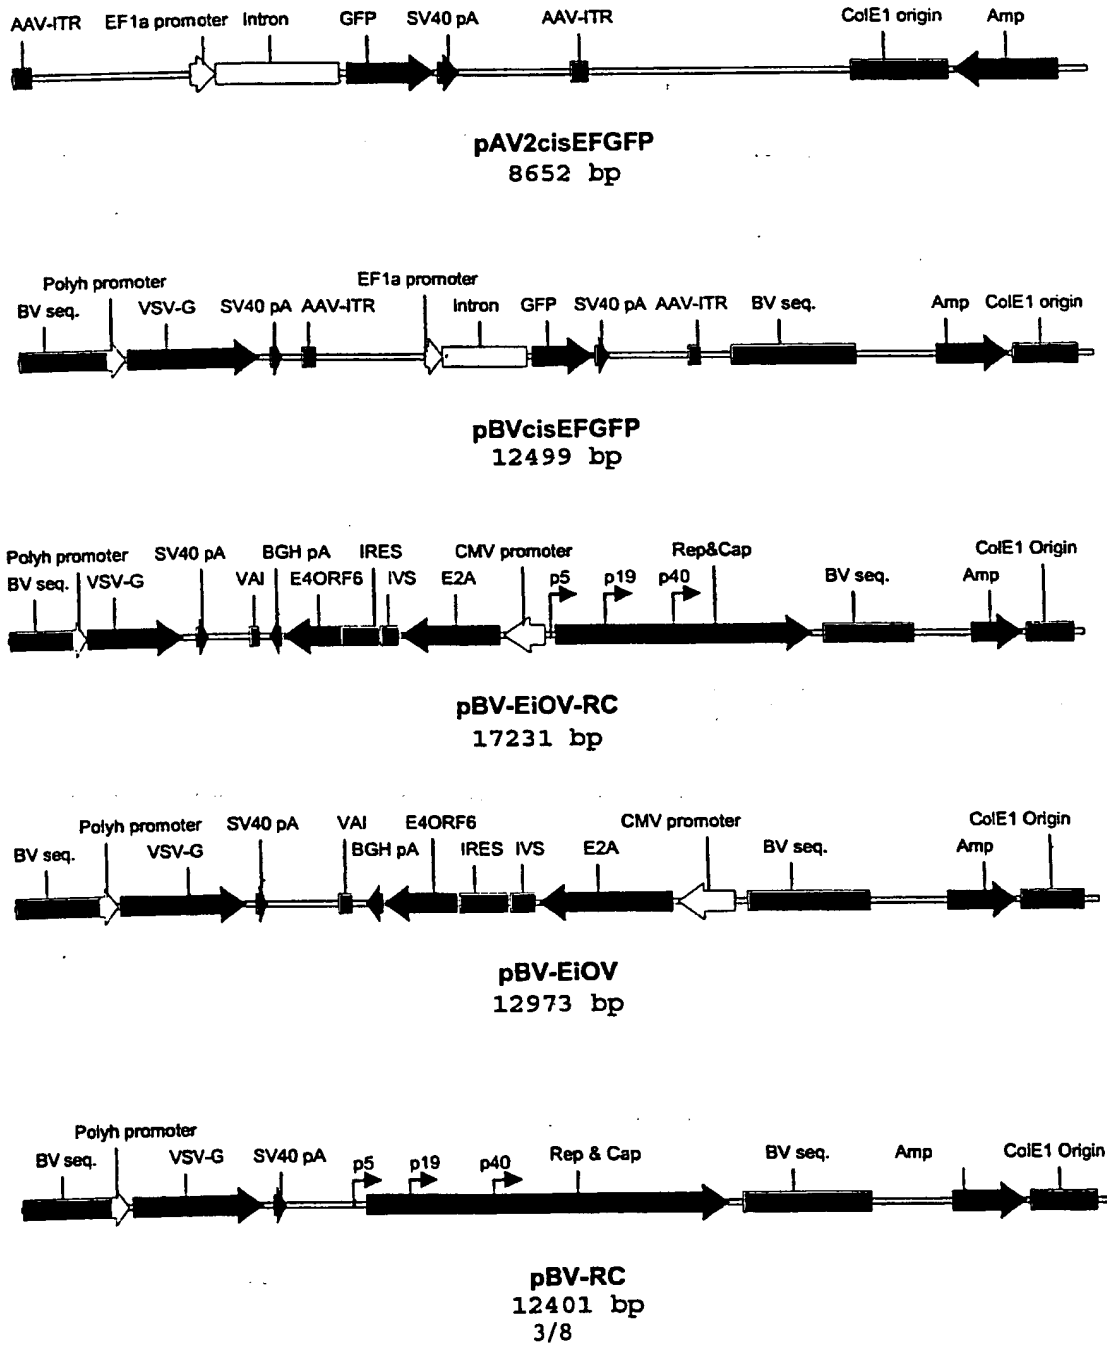 AAV-ITR EF1a promoter Intron GFP SV40 pA AAV-ITR ColE1 origin Amp
pAV2cisEFGFP
8652 bp
Polyh promoter EF1a promoter
BV seq. VSV-G SV40 pA AAV-ITR Intron GFP SV40 pA AAV-ITR BV seq. Amp ColE1 origin
pBVcisEFGFP
12499 bp
Polyh promoter SV40 pA BGH pA IRES CMV promoter Rep&Cap ColE1 Origin
BV seq. VSV-G VAI E4ORF6 IVS E2A p5 p19 p40 BV seq. Amp
pBV-EiOV-RC
17231 bp
Polyh promoter SV40 pA VAI E4ORF6 CMV promoter ColE1 Origin
BV seq. VSV-G BGH pA IRES IVS E2A BV seq. Amp
pBV-EiOV
12973 bp
Polyh promoter
BV seq. VSV-G SV40 pA p5 p19 p40 Rep & Cap BV seq. Amp ColE1 Origin
pBV-RC
12401 bp
3/8